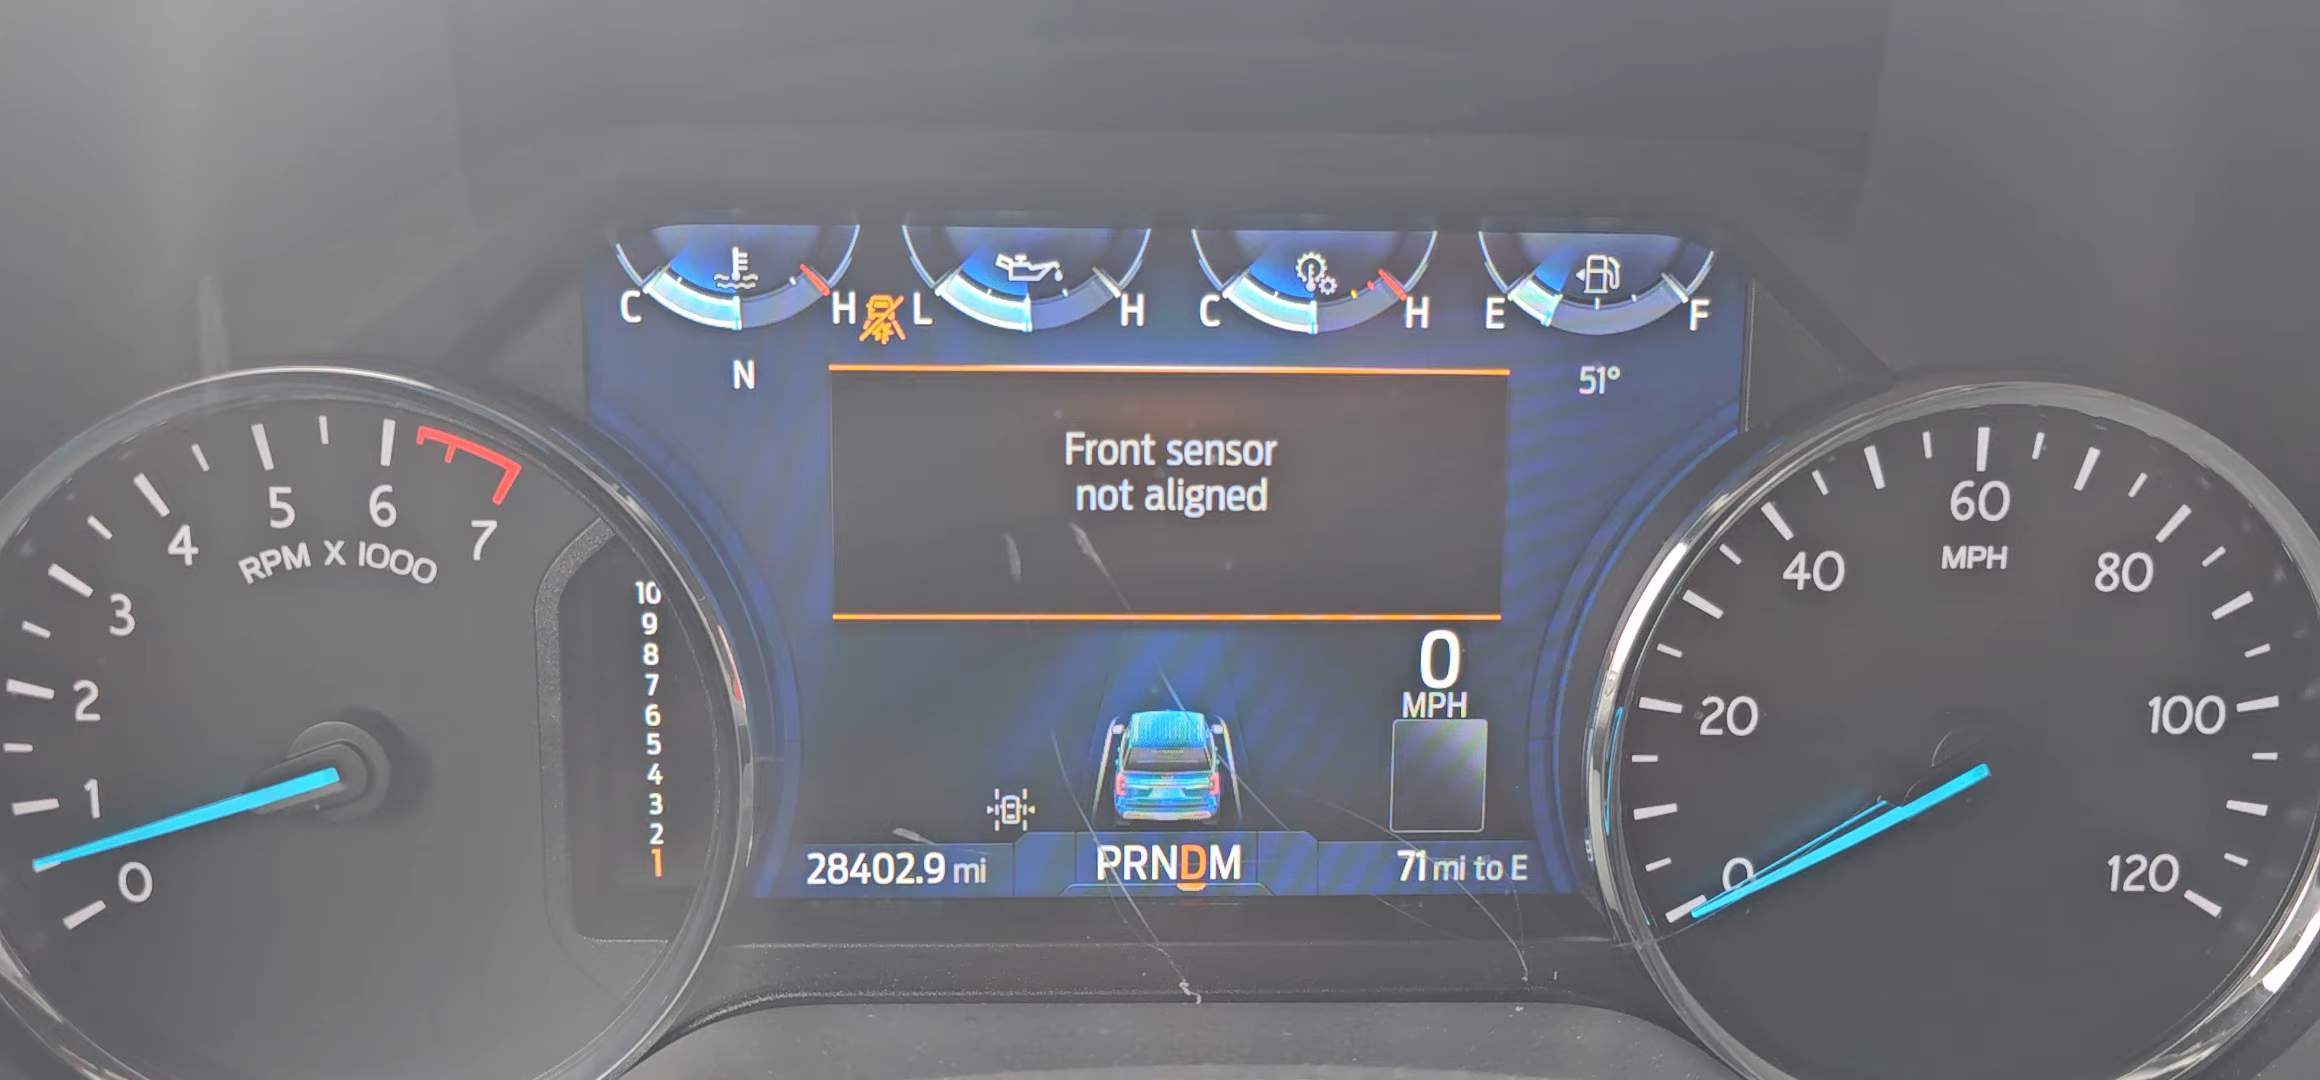 C H L H C H E F
N 51°
Front sensor
not aligned
0 1 2 3 4 5 6 7
RPM X 1000
10
9
8
7
6
5
4
3
2
1
0
MPH
28402.9 mi
PRNDM
71 mi to E
0 20 40 60 80 100 120
MPH